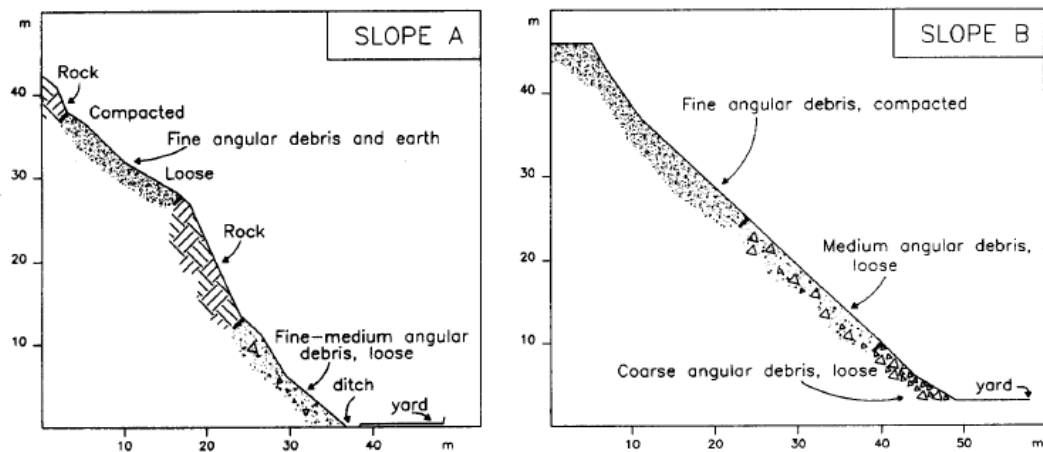 m
SLOPE A
40
30
20
10
Rock
Compacted
Fine angular debris and earth
Loose
Rock
Fine-medium angular
debris, loose
ditch
yard
10
20
30
40
m
m
SLOPE B
40
30
20
10
Fine angular debris, compacted
Medium angular debris,
loose
Coarse angular debris, loose
yard
10
20
30
40
50
m